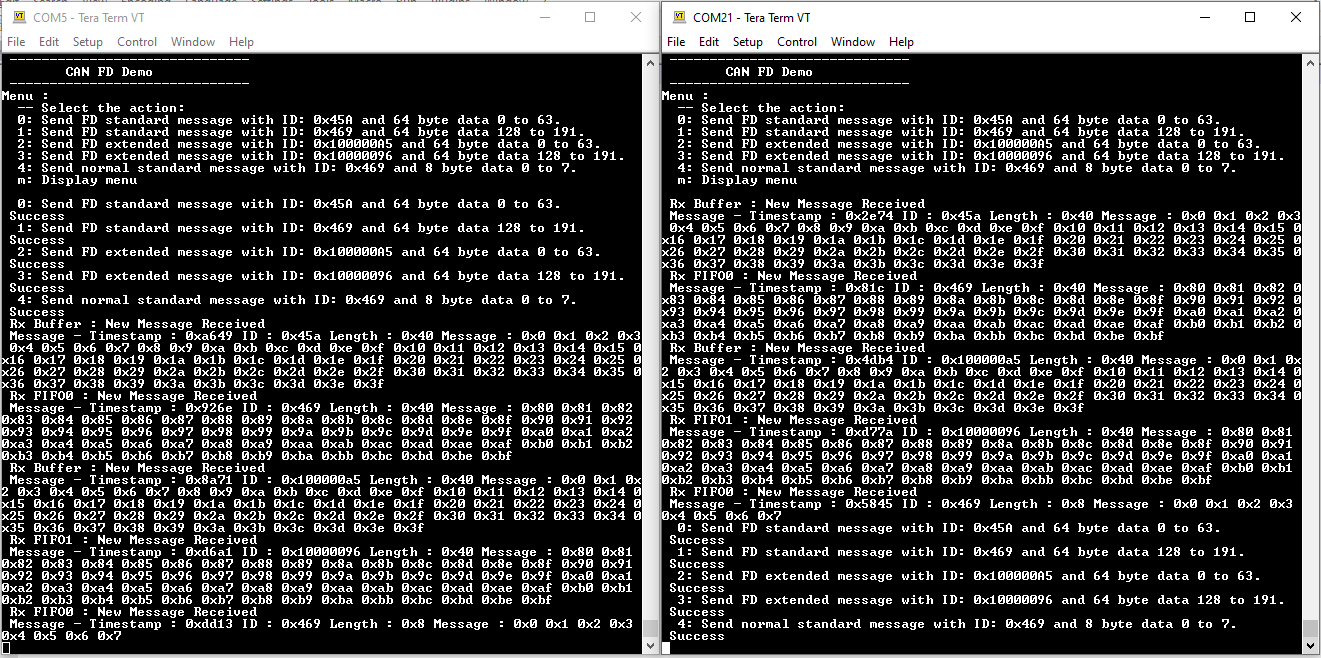 COM5 - Tera Term VT
File Edit Setup Control Window Help
------------------------------
CAN FD Demo
------------------------------
Menu :
-- Select the action:
0: Send FD standard message with ID: 0x45A and 64 byte data 0 to 63.
1: Send FD standard message with ID: 0x469 and 64 byte data 128 to 191.
2: Send FD extended message with ID: 0x100000A5 and 64 byte data 0 to 63.
3: Send FD extended message with ID: 0x10000096 and 64 byte data 128 to 191.
4: Send normal standard message with ID: 0x469 and 8 byte data 0 to 7.
m: Display menu
0: Send FD standard message with ID: 0x45A and 64 byte data 0 to 63.
Success
1: Send FD standard message with ID: 0x469 and 64 byte data 128 to 191.
Success
2: Send FD extended message with ID: 0x100000A5 and 64 byte data 0 to 63.
Success
3: Send FD extended message with ID: 0x10000096 and 64 byte data 128 to 191.
Success
4: Send normal standard message with ID: 0x469 and 8 byte data 0 to 7.
Success
Rx Buffer : New Message Received
Message - Timestamp : 0xa649 ID : 0x45a Length : 0x40 Message : 0x0 0x1 0x2 0x3
0x4 0x5 0x6 0x7 0x8 0x9 0xa 0xb 0xc 0xd 0xe 0xf 0x10 0x11 0x12 0x13 0x14 0x15 0
x16 0x17 0x18 0x19 0x1a 0x1b 0x1c 0x1d 0x1e 0x1f 0x20 0x21 0x22 0x23 0x24 0x25 0
x26 0x27 0x28 0x29 0x2a 0x2b 0x2c 0x2d 0x2e 0x2f 0x30 0x31 0x32 0x33 0x34 0x35 0
x36 0x37 0x38 0x39 0x3a 0x3b 0x3c 0x3d 0x3e 0x3f
Rx FIFO0 : New Message Received
Message - Timestamp : 0x926e ID : 0x469 Length : 0x40 Message : 0x80 0x81 0x82
0x83 0x84 0x85 0x86 0x87 0x88 0x89 0x8a 0x8b 0x8c 0x8d 0x8e 0x8f 0x90 0x91 0x92
0x93 0x94 0x95 0x96 0x97 0x98 0x99 0x9a 0x9b 0x9c 0x9d 0x9e 0x9f 0xa0 0xa1 0xa2
0xa3 0xa4 0xa5 0xa6 0xa7 0xa8 0xa9 0xaa 0xab 0xac 0xad 0xae 0xaf 0xb0 0xb1 0xb2
0xb3 0xb4 0xb5 0xb6 0xb7 0xb8 0xb9 0xba 0xbb 0xbc 0xbd 0xbe 0xbf
Rx Buffer : New Message Received
Message - Timestamp : 0x8a71 ID : 0x100000a5 Length : 0x40 Message : 0x0 0x1 0x
2 0x3 0x4 0x5 0x6 0x7 0x8 0x9 0xa 0xb 0xc 0xd 0xe 0xf 0x10 0x11 0x12 0x13 0x14 0
x15 0x16 0x17 0x18 0x19 0x1a 0x1b 0x1c 0x1d 0x1e 0x1f 0x20 0x21 0x22 0x23 0x24 0
x25 0x26 0x27 0x28 0x29 0x2a 0x2b 0x2c 0x2d 0x2e 0x2f 0x30 0x31 0x32 0x33 0x34 0
x35 0x36 0x37 0x38 0x39 0x3a 0x3b 0x3c 0x3d 0x3e 0x3f
Rx FIFO1 : New Message Received
Message - Timestamp : 0xd6a1 ID : 0x10000096 Length : 0x40 Message : 0x80 0x81
0x82 0x83 0x84 0x85 0x86 0x87 0x88 0x89 0x8a 0x8b 0x8c 0x8d 0x8e 0x8f 0x90 0x91
0x92 0x93 0x94 0x95 0x96 0x97 0x98 0x99 0x9a 0x9b 0x9c 0x9d 0x9e 0x9f 0xa0 0xa1
0xa2 0xa3 0xa4 0xa5 0xa6 0xa7 0xa8 0xa9 0xaa 0xab 0xac 0xad 0xae 0xaf 0xb0 0xb1
0xb2 0xb3 0xb4 0xb5 0xb6 0xb7 0xb8 0xb9 0xba 0xbb 0xbc 0xbd 0xbe 0xbf
Rx FIFO0 : New Message Received
Message - Timestamp : 0xdd13 ID : 0x469 Length : 0x8 Message : 0x0 0x1 0x2 0x3
0x4 0x5 0x6 0x7
COM21 - Tera Term VT
File Edit Setup Control Window Help
------------------------------
CAN FD Demo
------------------------------
Menu :
-- Select the action:
0: Send FD standard message with ID: 0x45A and 64 byte data 0 to 63.
1: Send FD standard message with ID: 0x469 and 64 byte data 128 to 191.
2: Send FD extended message with ID: 0x100000A5 and 64 byte data 0 to 63.
3: Send FD extended message with ID: 0x10000096 and 64 byte data 128 to 191.
4: Send normal standard message with ID: 0x469 and 8 byte data 0 to 7.
m: Display menu
Rx Buffer : New Message Received
Message - Timestamp : 0x2e74 ID : 0x45a Length : 0x40 Message : 0x0 0x1 0x2 0x3
0x4 0x5 0x6 0x7 0x8 0x9 0xa 0xb 0xc 0xd 0xe 0xf 0x10 0x11 0x12 0x13 0x14 0x15 0
x16 0x17 0x18 0x19 0x1a 0x1b 0x1c 0x1d 0x1e 0x1f 0x20 0x21 0x22 0x23 0x24 0x25 0
x26 0x27 0x28 0x29 0x2a 0x2b 0x2c 0x2d 0x2e 0x2f 0x30 0x31 0x32 0x33 0x34 0x35 0
x36 0x37 0x38 0x39 0x3a 0x3b 0x3c 0x3d 0x3e 0x3f
Rx FIFO0 : New Message Received
Message - Timestamp : 0x81c ID : 0x469 Length : 0x40 Message : 0x80 0x81 0x82 0
x83 0x84 0x85 0x86 0x87 0x88 0x89 0x8a 0x8b 0x8c 0x8d 0x8e 0x8f 0x90 0x91 0x92 0
x93 0x94 0x95 0x96 0x97 0x98 0x99 0x9a 0x9b 0x9c 0x9d 0x9e 0x9f 0xa0 0xa1 0xa2 0
xa3 0xa4 0xa5 0xa6 0xa7 0xa8 0xa9 0xaa 0xab 0xac 0xad 0xae 0xaf 0xb0 0xb1 0xb2 0
xb3 0xb4 0xb5 0xb6 0xb7 0xb8 0xb9 0xba 0xbb 0xbc 0xbd 0xbe 0xbf
Rx Buffer : New Message Received
Message - Timestamp : 0x4db4 ID : 0x100000a5 Length : 0x40 Message : 0x0 0x1 0x
2 0x3 0x4 0x5 0x6 0x7 0x8 0x9 0xa 0xb 0xc 0xd 0xe 0xf 0x10 0x11 0x12 0x13 0x14 0
x15 0x16 0x17 0x18 0x19 0x1a 0x1b 0x1c 0x1d 0x1e 0x1f 0x20 0x21 0x22 0x23 0x24 0
x25 0x26 0x27 0x28 0x29 0x2a 0x2b 0x2c 0x2d 0x2e 0x2f 0x30 0x31 0x32 0x33 0x34 0
x35 0x36 0x37 0x38 0x39 0x3a 0x3b 0x3c 0x3d 0x3e 0x3f
Rx FIFO1 : New Message Received
Message - Timestamp : 0xd77a ID : 0x10000096 Length : 0x40 Message : 0x80 0x81
0x82 0x83 0x84 0x85 0x86 0x87 0x88 0x89 0x8a 0x8b 0x8c 0x8d 0x8e 0x8f 0x90 0x91
0x92 0x93 0x94 0x95 0x96 0x97 0x98 0x99 0x9a 0x9b 0x9c 0x9d 0x9e 0x9f 0xa0 0xa1
0xa2 0xa3 0xa4 0xa5 0xa6 0xa7 0xa8 0xa9 0xaa 0xab 0xac 0xad 0xae 0xaf 0xb0 0xb1
0xb2 0xb3 0xb4 0xb5 0xb6 0xb7 0xb8 0xb9 0xba 0xbb 0xbc 0xbd 0xbe 0xbf
Rx FIFO0 : New Message Received
Message - Timestamp : 0x5845 ID : 0x469 Length : 0x8 Message : 0x0 0x1 0x2 0x3
0x4 0x5 0x6 0x7
0: Send FD standard message with ID: 0x45A and 64 byte data 0 to 63.
Success
1: Send FD standard message with ID: 0x469 and 64 byte data 128 to 191.
Success
2: Send FD extended message with ID: 0x100000A5 and 64 byte data 0 to 63.
Success
3: Send FD extended message with ID: 0x10000096 and 64 byte data 128 to 191.
Success
4: Send normal standard message with ID: 0x469 and 8 byte data 0 to 7.
Success